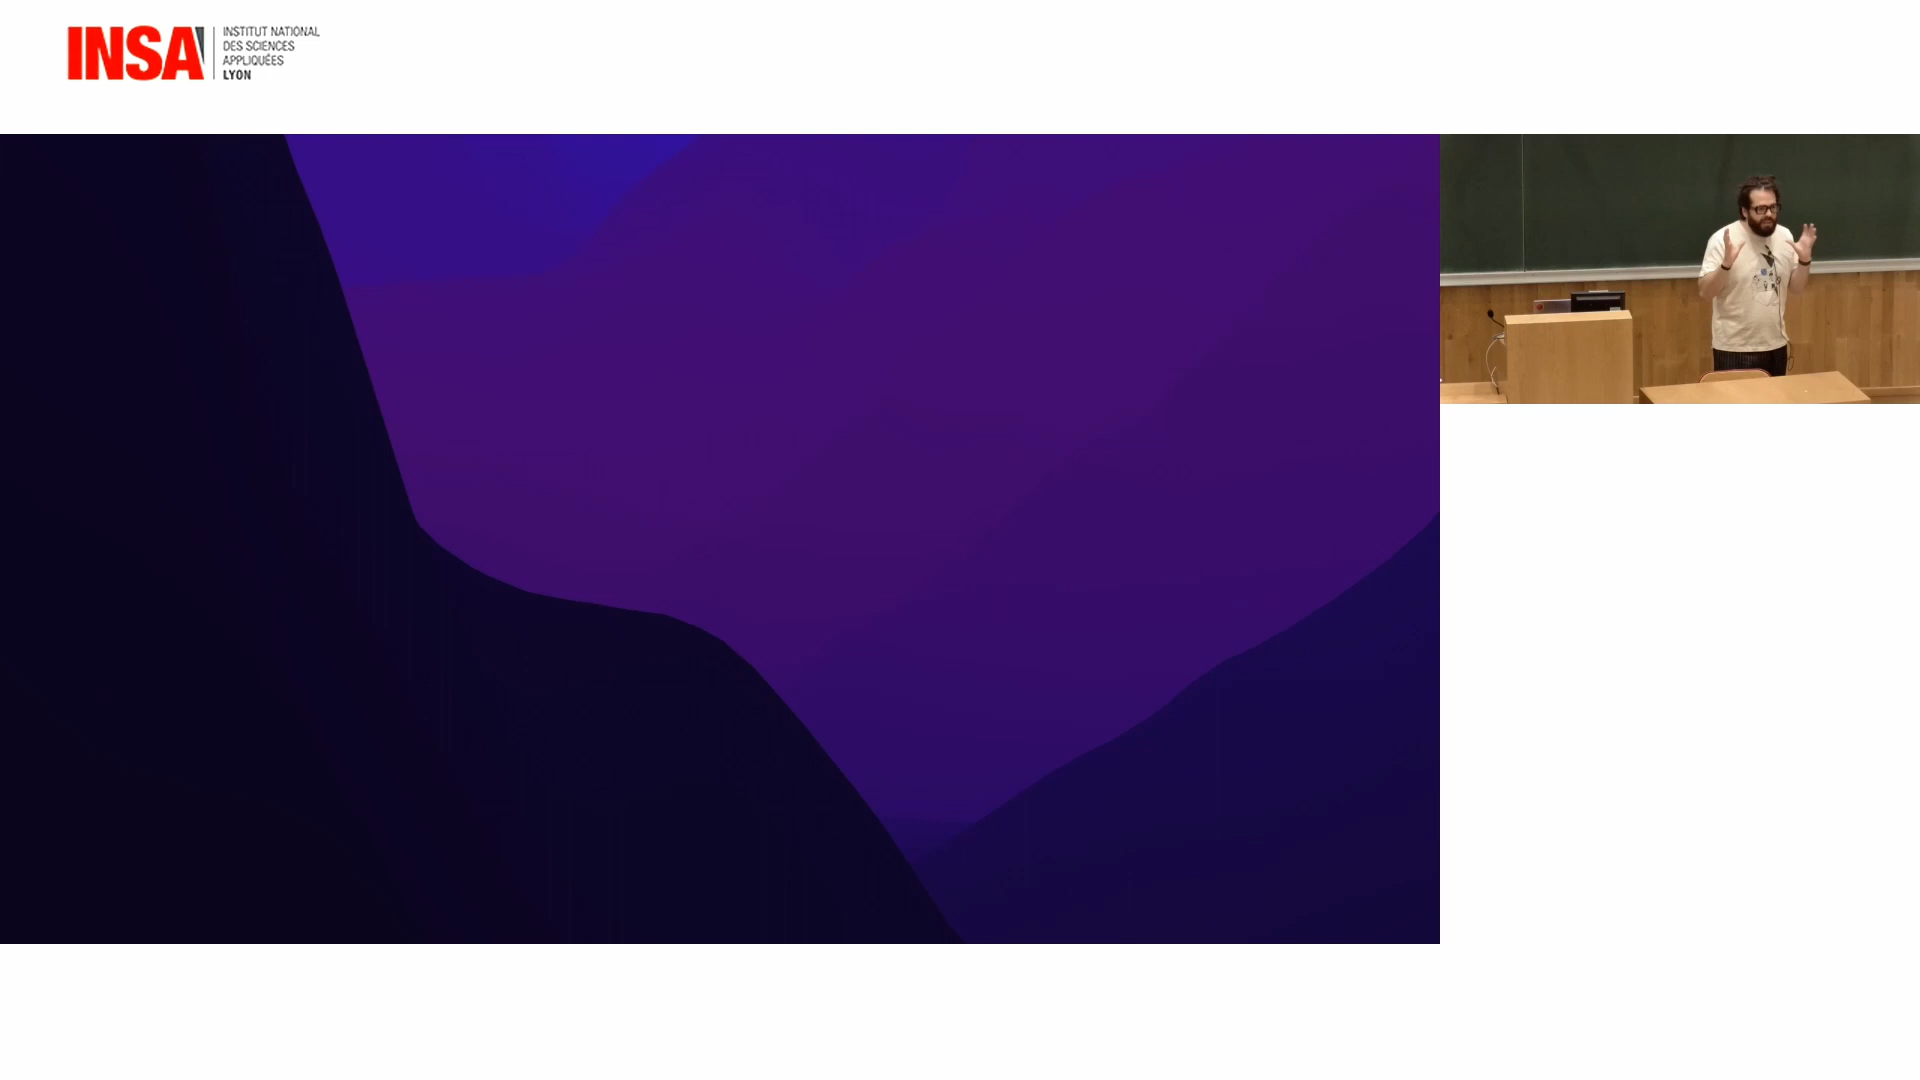 INSA
INSTITUT NATIONAL
DES SCIENCES
APPLIQUÉES
LYON